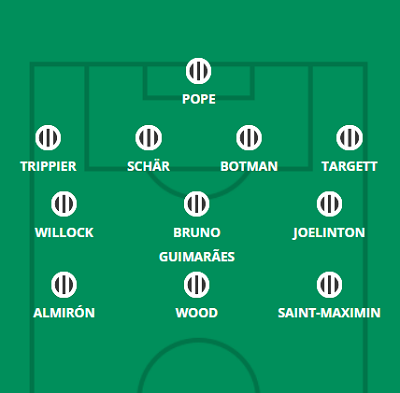 POPE
TRIPPIER SCHÄR BOTMAN TARGETT
WILLOCK BRUNO JOELINTON
GUIMARÃES
ALMIRÓN WOOD SAINT-MAXIMIN